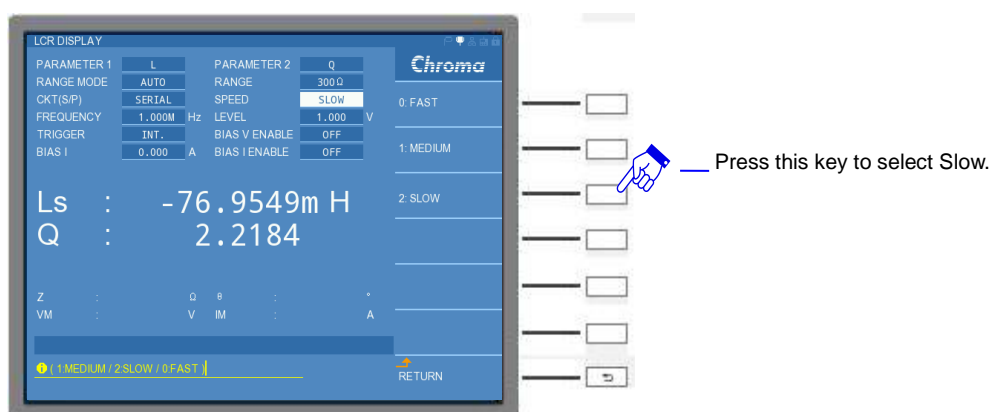 LCR DISPLAY
Chroma
PARAMETER 1 L PARAMETER 2 Q
RANGE MODE AUTO RANGE 300 Ω
CKT(S/P) SERIAL SPEED SLOW
FREQUENCY 1.000M Hz LEVEL 1.000 V
TRIGGER INT. BIAS V ENABLE OFF
BIAS I 0.000 A BIAS I ENABLE OFF
0: FAST
1: MEDIUM
2: SLOW
Press this key to select Slow.
Ls : -76.9549m H
Q : 2.2184
Z : Ω θ : °
VM : V IM : A
( 1:MEDIUM / 2:SLOW / 0:FAST )
RETURN